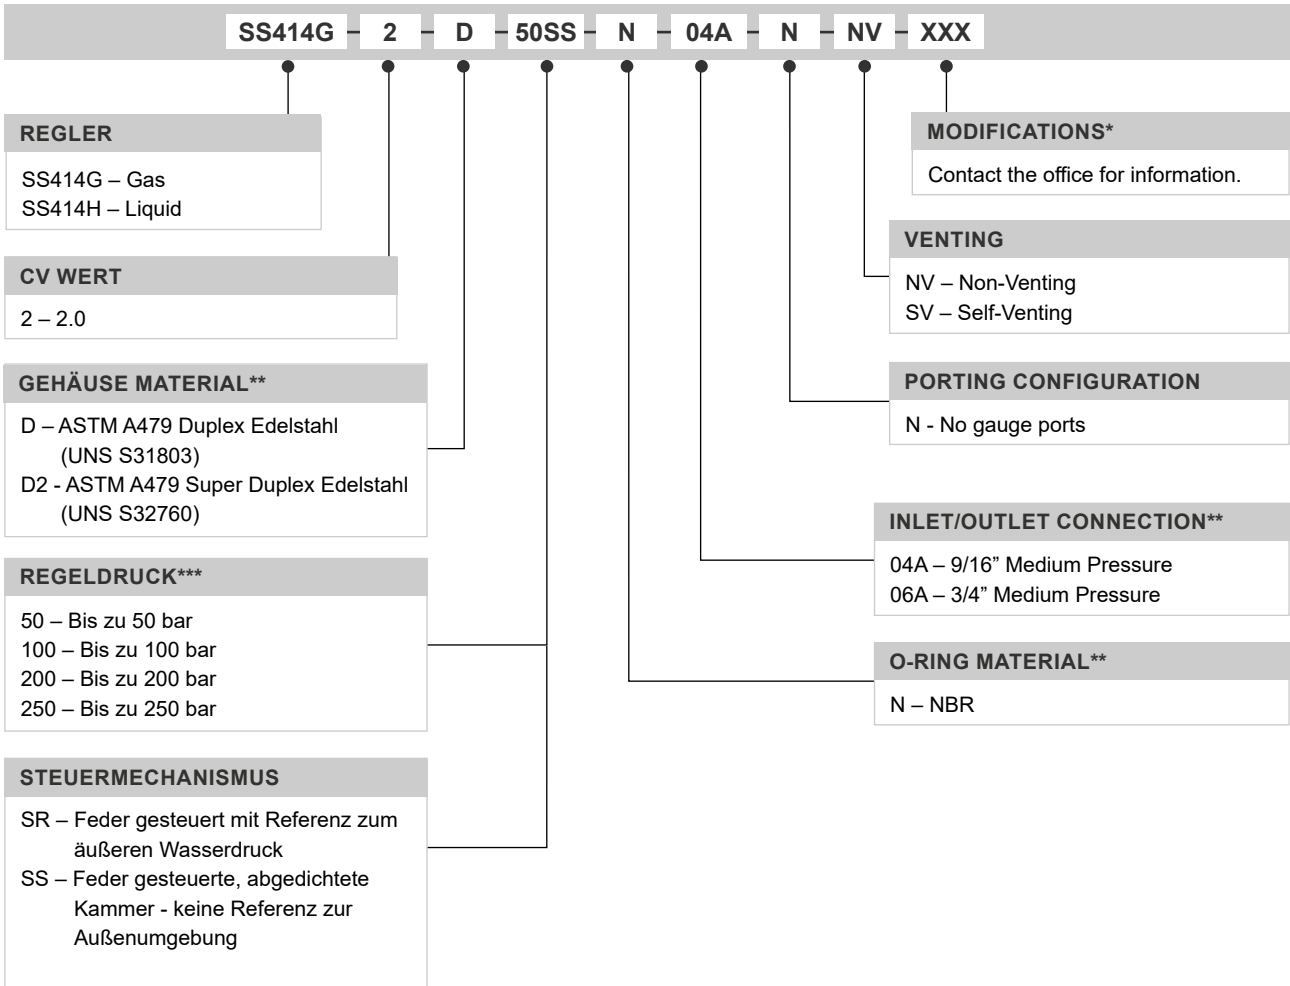 SS414G 2 D 50SS N 04A N NV XXX
REGLER
SS414G – Gas
SS414H – Liquid
CV WERT
2 – 2.0
GEHÄUSE MATERIAL**
D – ASTM A479 Duplex Edelstahl
(UNS S31803)
D2 - ASTM A479 Super Duplex Edelstahl
(UNS S32760)
REGELDRUCK***
50 – Bis zu 50 bar
100 – Bis zu 100 bar
200 – Bis zu 200 bar
250 – Bis zu 250 bar
STEUERMECHANISMUS
SR – Feder gesteuert mit Referenz zum
äußeren Wasserdruck
SS – Feder gesteuerte, abgedichtete
Kammer - keine Referenz zur
Außenumgebung
MODIFICATIONS*
Contact the office for information.
VENTING
NV – Non-Venting
SV – Self-Venting
PORTING CONFIGURATION
N - No gauge ports
INLET/OUTLET CONNECTION**
04A – 9/16” Medium Pressure
06A – 3/4” Medium Pressure
O-RING MATERIAL**
N – NBR